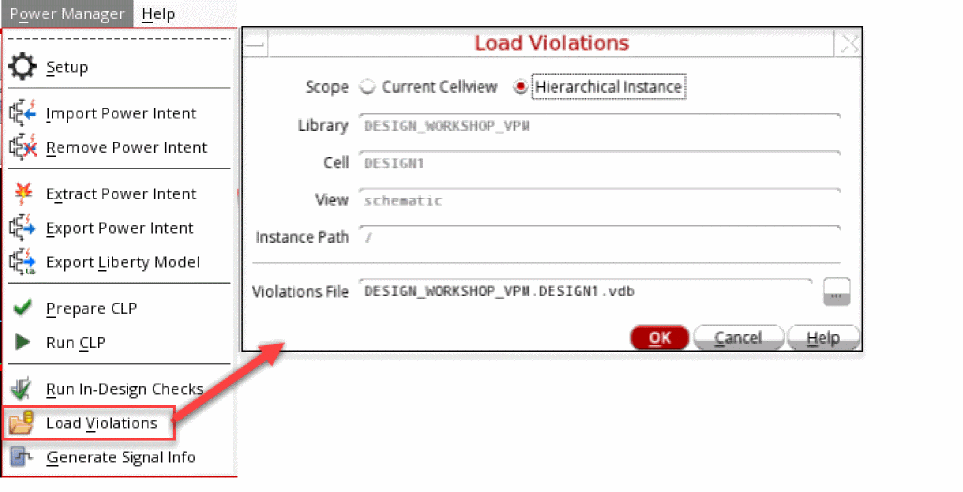 Power Manager Help
Setup
Import Power Intent
Remove Power Intent
Extract Power Intent
Export Power Intent
Export Liberty Model
Prepare CLP
Run CLP
Run In-Design Checks
Load Violations
Generate Signal Info
Load Violations
Scope Current Cellview Hierarchical Instance
Library DESIGN_WORKSHOP_VPM
Cell DESIGN1
View schematic
Instance Path /
Violations File DESIGN_WORKSHOP_VPM.DESIGN1.vdb ...
OK Cancel Help